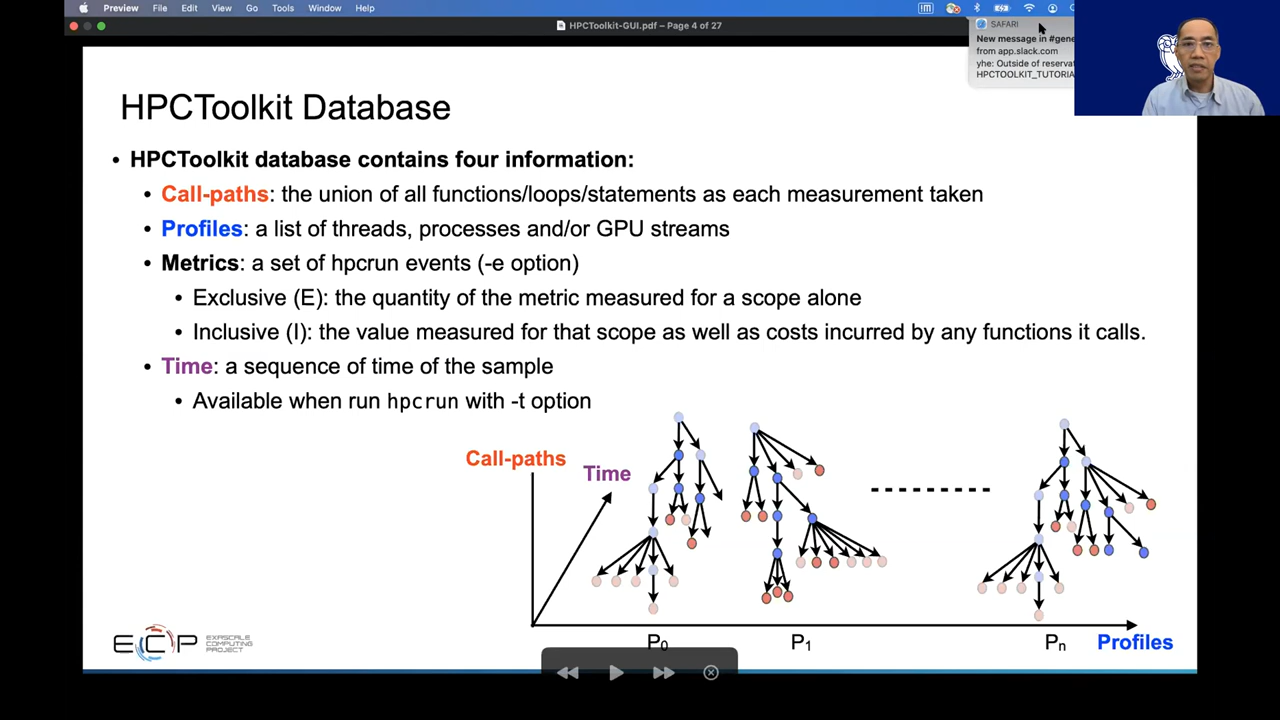 Preview File Edit View Go Tools Window Help
HPCToolkit-GUI.pdf – Page 4 of 27
SAFARI
New message in #gene
from app.slack.com
yhe: Outside of reservat
HPCTOOLKIT_TUTORIA
HPCToolkit Database
• HPCToolkit database contains four information:
• Call-paths: the union of all functions/loops/statements as each measurement taken
• Profiles: a list of threads, processes and/or GPU streams
• Metrics: a set of hpcrun events (-e option)
• Exclusive (E): the quantity of the metric measured for a scope alone
• Inclusive (I): the value measured for that scope as well as costs incurred by any functions it calls.
• Time: a sequence of time of the sample
• Available when run hpcrun with -t option
Call-paths
Time
P0 P1 Pn Profiles
ECP EXASCALE COMPUTING PROJECT